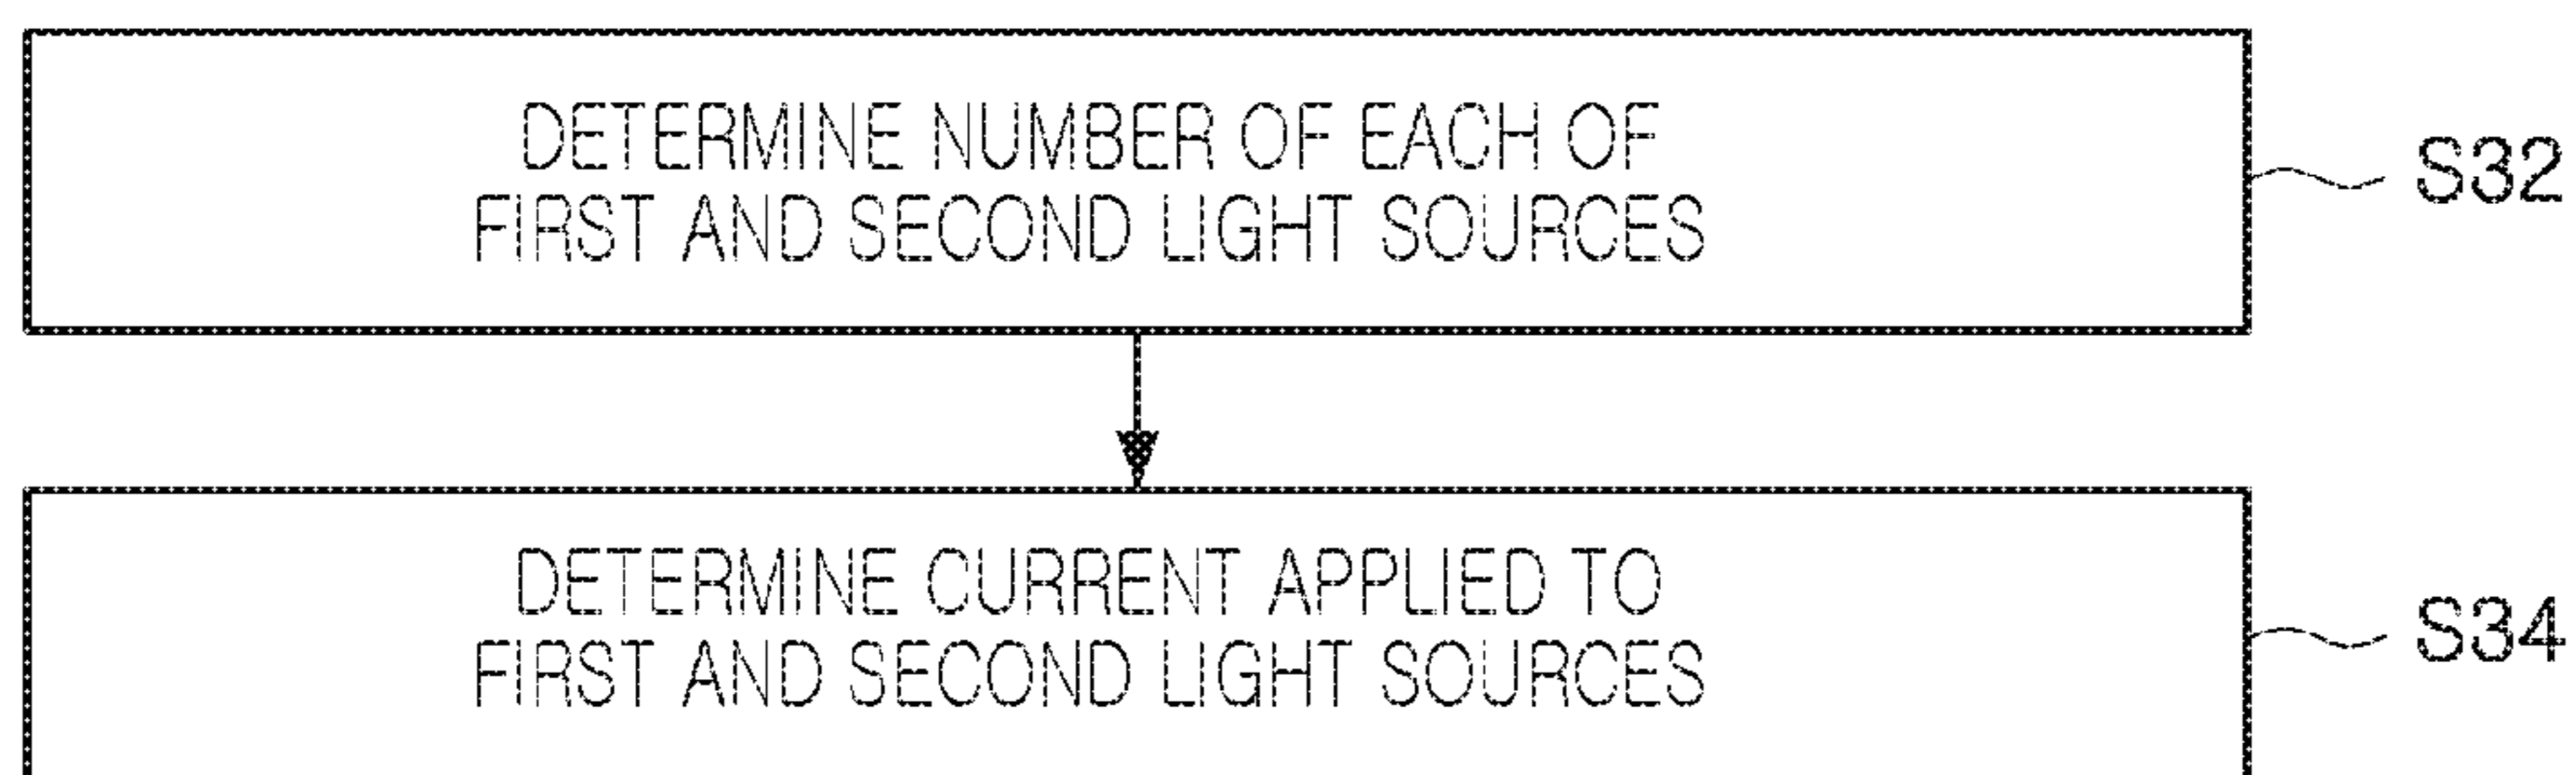 DETERMINE NUMBER OF EACH OF
FIRST AND SECOND LIGHT SOURCES
S32
DETERMINE CURRENT APPLIED TO
FIRST AND SECOND LIGHT SOURCES
S34